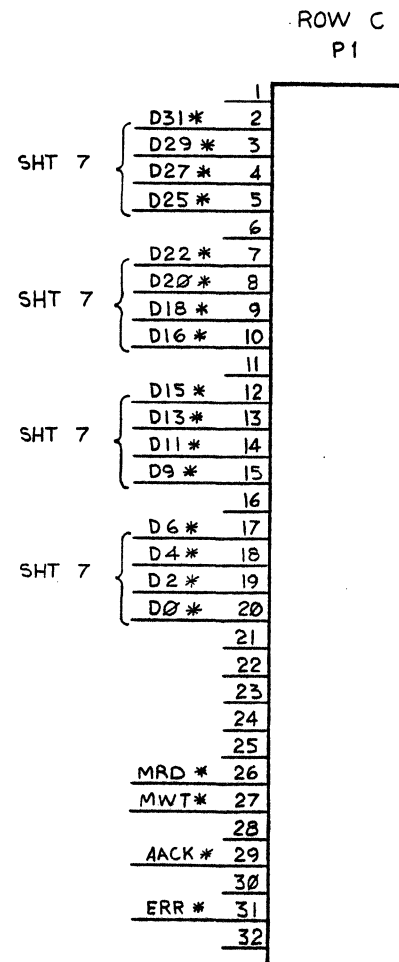 ROW C
P1
1
D31* 2
D29* 3
SHT 7
D27* 4
D25* 5
6
D22* 7
D2Ø* 8
SHT 7
D18* 9
D16* 10
11
D15* 12
D13* 13
SHT 7
D11* 14
D9* 15
16
D6* 17
D4* 18
SHT 7
D2* 19
DØ* 20
21
22
23
24
25
MRD* 26
MWT* 27
28
AACK* 29
3Ø
ERR* 31
32